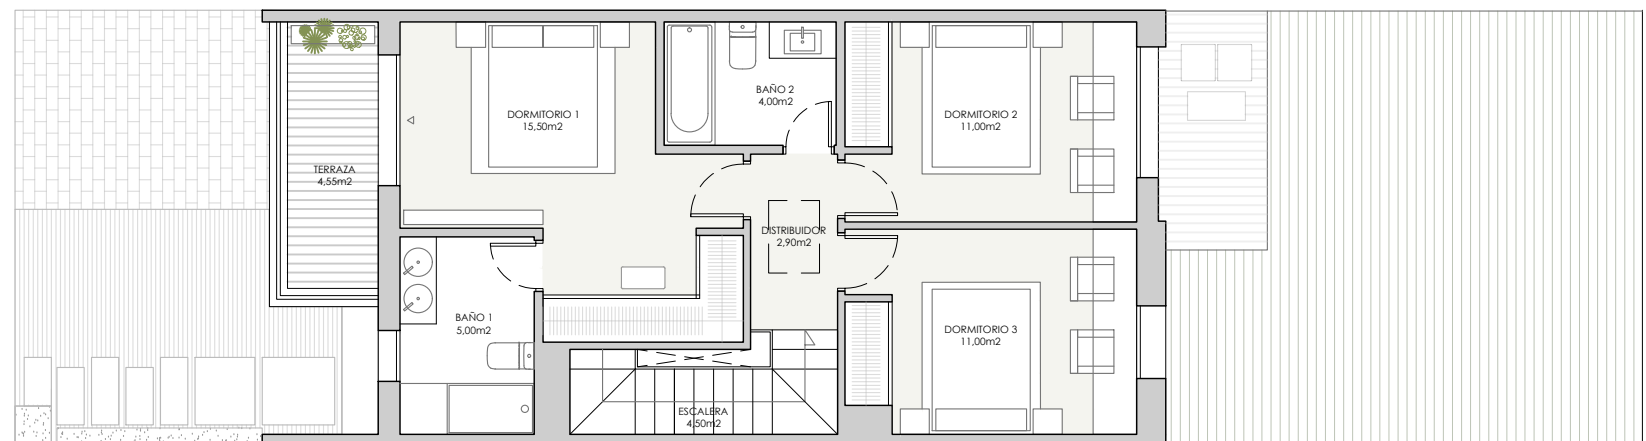 DORMITORIO 1
15,50m2
BAÑO 2
4,00m2
DORMITORIO 2
11,00m2
TERRAZA
4,55m2
DISTRIBUIDOR
2,90m2
BAÑO 1
5,00m2
DORMITORIO 3
11,00m2
ESCALERA
4,50m2